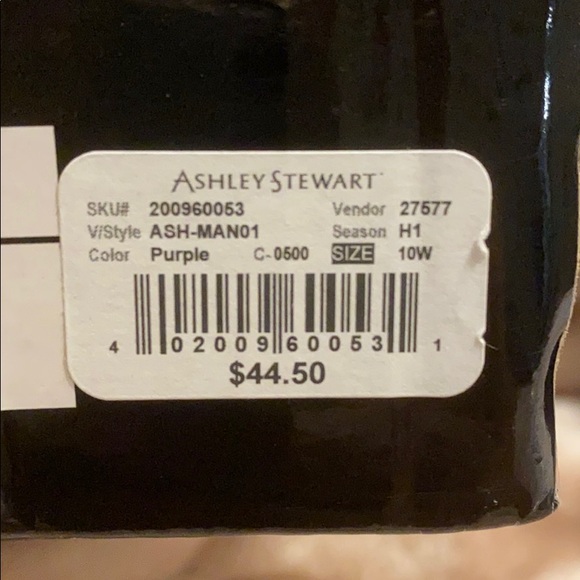 ASHLEY STEWART
SKU# 200960053 Vendor 27577
V/Style ASH-MAN01 Season H1
Color Purple C-0500 SIZE 10W
4 02009 60053 1
$44.50